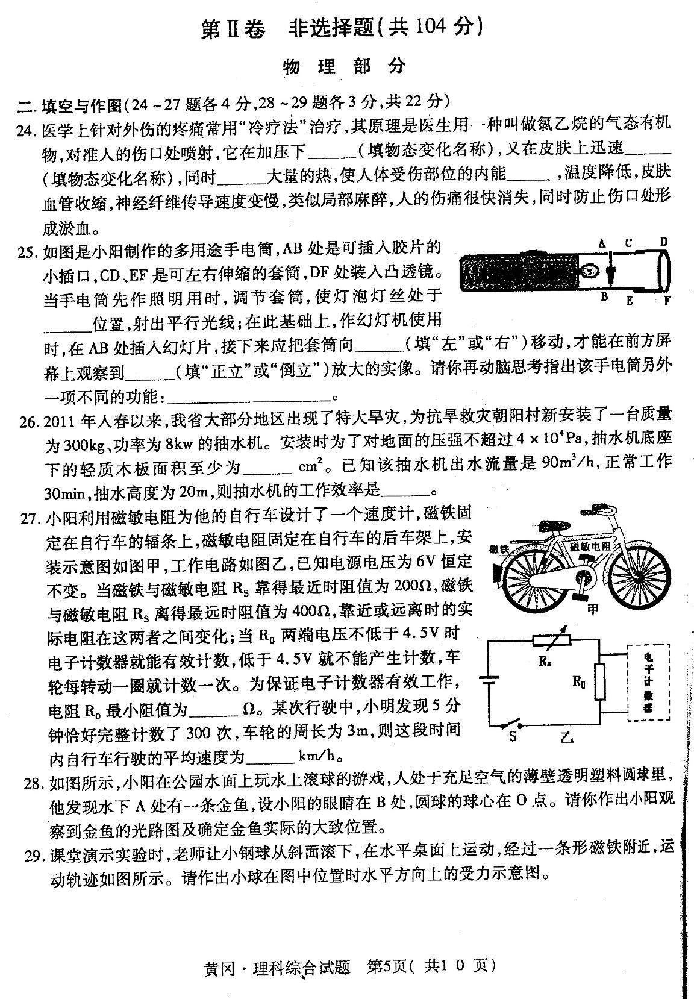 第Ⅱ卷 非选择题(共104分)
物 理 部 分
二.填空与作图(24~27题各4分,28~29题各3分,共22分)
24.医学上针对外伤的疼痛常用“冷疗法”治疗,其原理是医生用一种叫做氯乙烷的气态有机
物,对准人的伤口处喷射,它在加压下______(填物态变化名称),又在皮肤上迅速______
(填物态变化名称),同时______大量的热,使人体受伤部位的内能______,温度降低,皮肤
血管收缩,神经纤维传导速度变慢,类似局部麻醉,人的伤痛很快消失,同时防止伤口处形
成淤血。
25.如图是小阳制作的多用途手电筒,AB处是可插入胶片的
小插口,CD、EF是可左右伸缩的套筒,DF处装入凸透镜。
当手电筒先作照明用时,调节套筒,使灯泡灯丝处于
______位置,射出平行光线;在此基础上,作幻灯机使用
时,在AB处插入幻灯片,接下来应把套筒向______(填“左”或“右”)移动,才能在前方屏
幕上观察到______(填“正立”或“倒立”)放大的实像。请你再动脑思考指出该手电筒另外
一项不同的功能:____________________。
A C D
B E F
26.2011年人春以来,我省大部分地区出现了特大旱灾,为抗旱救灾朝阳村新安装了一台质量
为300kg、功率为8kw的抽水机。安装时为了对地面的压强不超过4×10⁴Pa,抽水机底座
下的轻质木板面积至少为______cm²。已知该抽水机出水流量是90m³/h,正常工作
30min,抽水高度为20m,则抽水机的工作效率是______。
27.小阳利用磁敏电阻为他的自行车设计了一个速度计,磁铁固
定在自行车的辐条上,磁敏电阻固定在自行车的后车架上,安
装示意图如图甲,工作电路如图乙,已知电源电压为6V恒定
不变。当磁铁与磁敏电阻Rs靠得最近时阻值为200Ω,磁铁
与磁敏电阻Rs离得最远时阻值为400Ω,靠近或远离时的实
际电阻在这两者之间变化;当R₀两端电压不低于4.5V时
电子计数器就能有效计数,低于4.5V就不能产生计数,车
轮每转动一圈就计数一次。为保证电子计数器有效工作,
电阻R₀最小阻值为______Ω。某次行驶中,小明发现5分
钟恰好完整计数了300次,车轮的周长为3m,则这段时间
内自行车行驶的平均速度为______km/h。
磁铁 磁敏电阻
甲
Rs
R₀
电子计数器
S 乙
28.如图所示,小阳在公园水面上玩水上滚球的游戏,人处于充足空气的薄壁透明塑料圆球里,
他发现水下A处有一条金鱼,设小阳的眼睛在B处,圆球的球心在O点。请你作出小阳观
察到金鱼的光路图及确定金鱼实际的大致位置。
29.课堂演示实验时,老师让小钢球从斜面滚下,在水平桌面上运动,经过一条形磁铁附近,运
动轨迹如图所示。请作出小球在图中位置时水平方向上的受力示意图。
黄冈·理科综合试题 第5页( 共1 0 页)